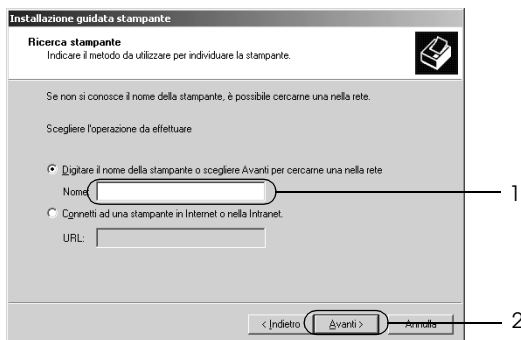 Installazione guidata stampante
Ricerca stampante
Indicare il metodo da utilizzare per individuare la stampante.
Se non si conosce il nome della stampante, è possibile cercarne una nella rete.
Scegliere l'operazione da effettuare
Digitare il nome della stampante o scegliere Avanti per cercarne una nella rete
Nome
1
Connetti ad una stampante in Internet o nella Intranet.
URL:
< Indietro Avanti > Annulla
2